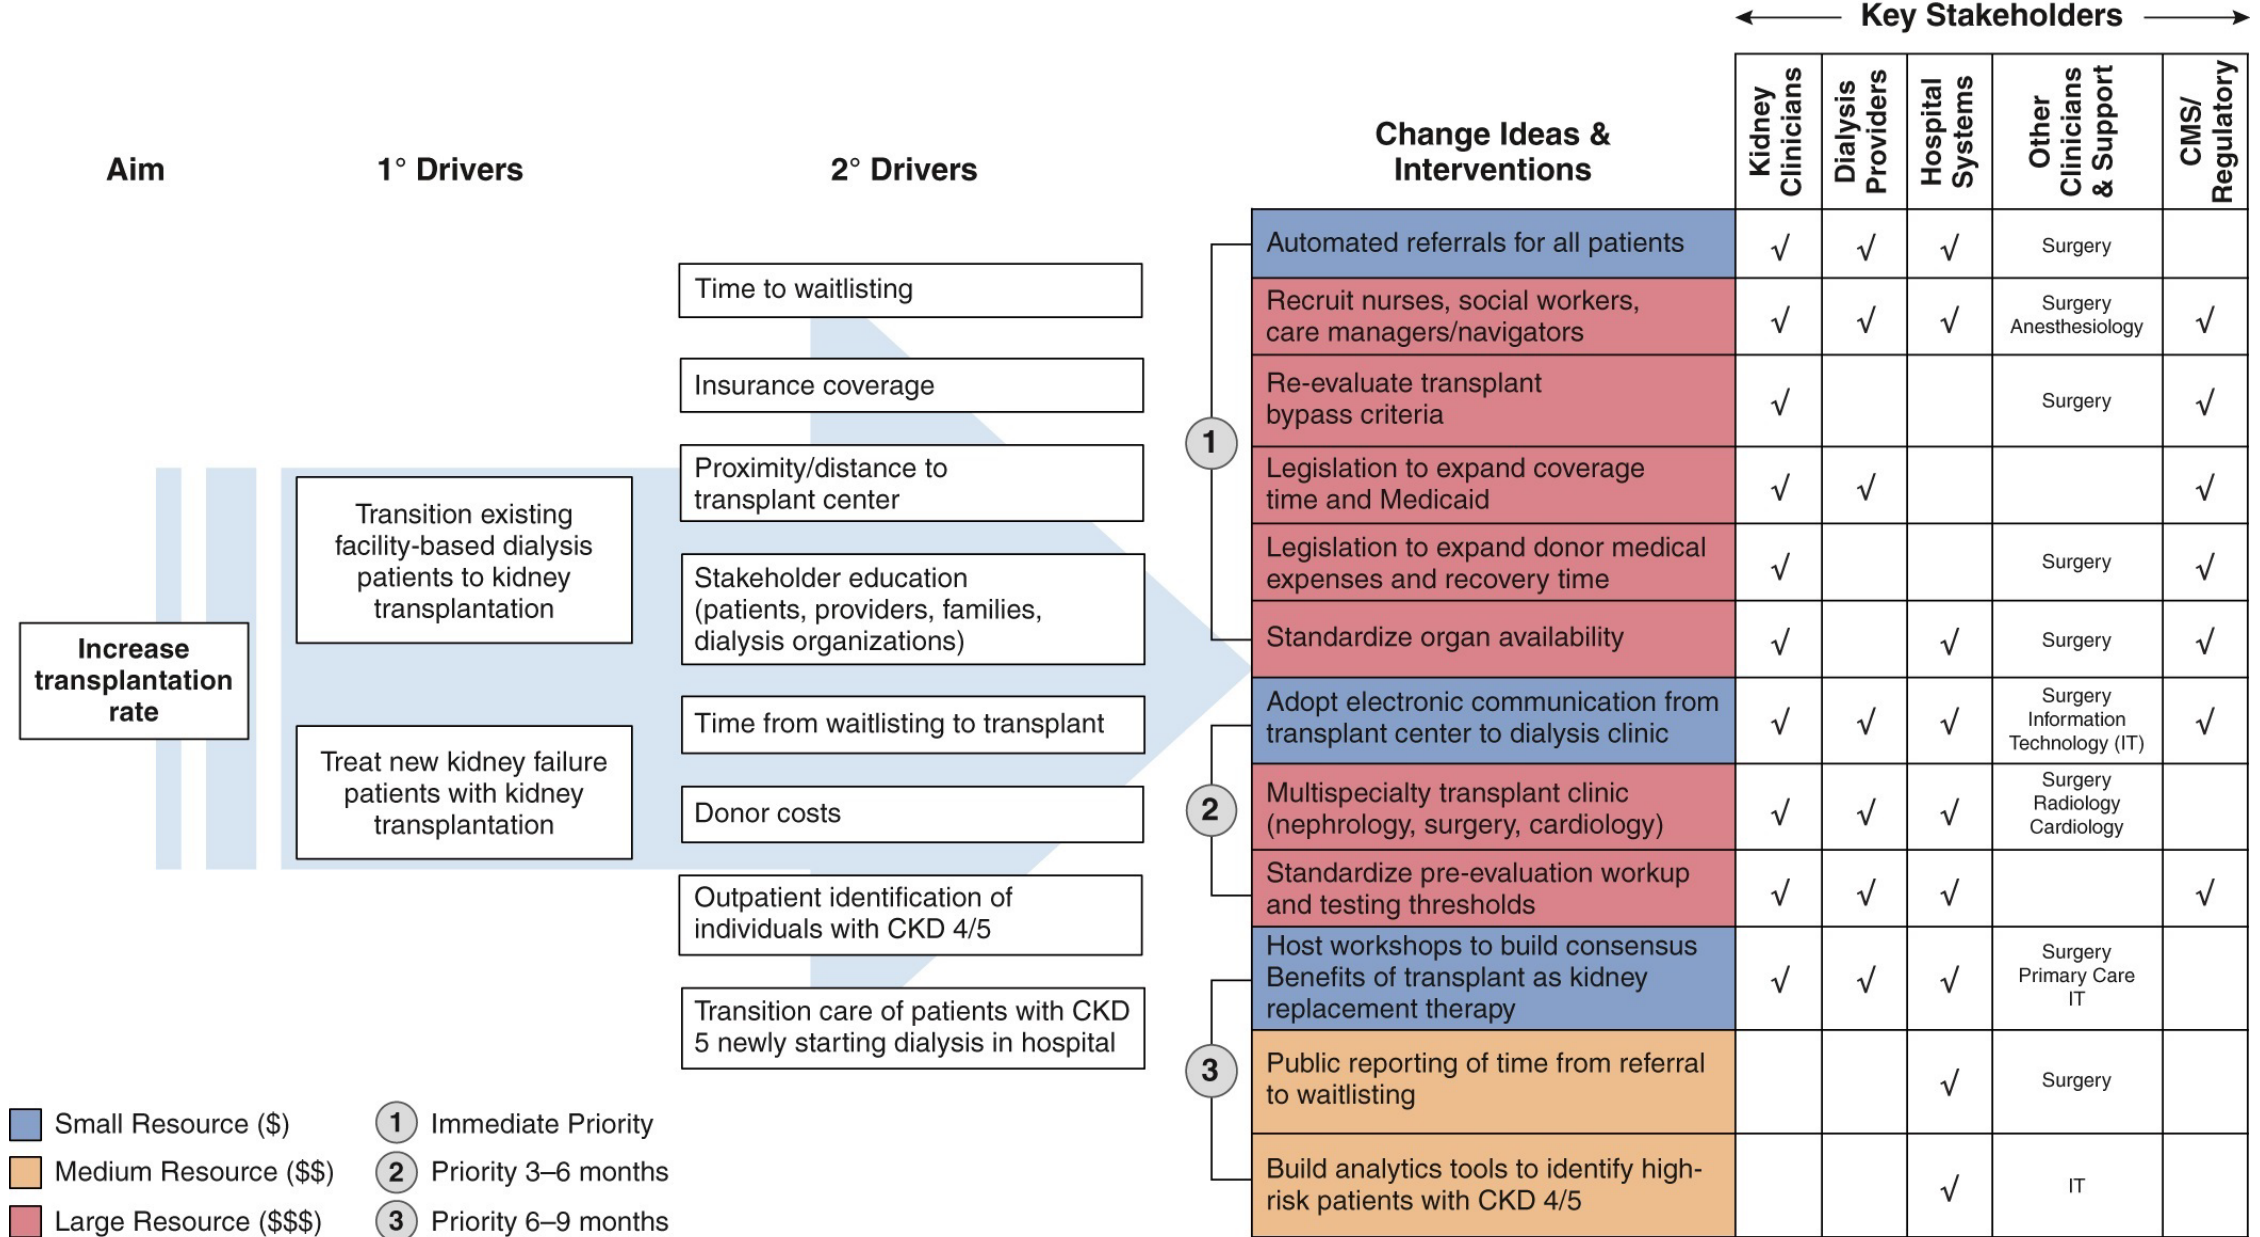 Key Stakeholders
Aim
1° Drivers
2° Drivers
Change Ideas &
Interventions
Kidney
Clinicians
Dialysis
Providers
Hospital
Systems
Other
Clinicians
& Support
CMS/
Regulatory
Increase
transplantation
rate
Transition existing
facility-based dialysis
patients to kidney
transplantation
Treat new kidney failure
patients with kidney
transplantation
Time to waitlisting
Insurance coverage
Proximity/distance to
transplant center
Stakeholder education
(patients, providers, families,
dialysis organizations)
Time from waitlisting to transplant
Donor costs
Outpatient identification of
individuals with CKD 4/5
Transition care of patients with CKD
5 newly starting dialysis in hospital
1
Automated referrals for all patients
√ √ √
Surgery
Recruit nurses, social workers,
care managers/navigators
√ √ √
Surgery
Anesthesiology
√
Re-evaluate transplant
bypass criteria
√
Surgery
√
Legislation to expand coverage
time and Medicaid
√ √ √
Legislation to expand donor medical
expenses and recovery time
√
Surgery
√
Standardize organ availability
√ √
Surgery
√
2
Adopt electronic communication from
transplant center to dialysis clinic
√ √ √
Surgery
Information
Technology (IT)
√
Multispecialty transplant clinic
(nephrology, surgery, cardiology)
√ √ √
Surgery
Radiology
Cardiology
Standardize pre-evaluation workup
and testing thresholds
√ √ √ √
3
Host workshops to build consensus
Benefits of transplant as kidney
replacement therapy
√ √ √
Surgery
Primary Care
IT
Public reporting of time from referral
to waitlisting
√
Surgery
Build analytics tools to identify high-
risk patients with CKD 4/5
√
IT
Small Resource ($)
Medium Resource ($$)
Large Resource ($$$)
1 Immediate Priority
2 Priority 3–6 months
3 Priority 6–9 months